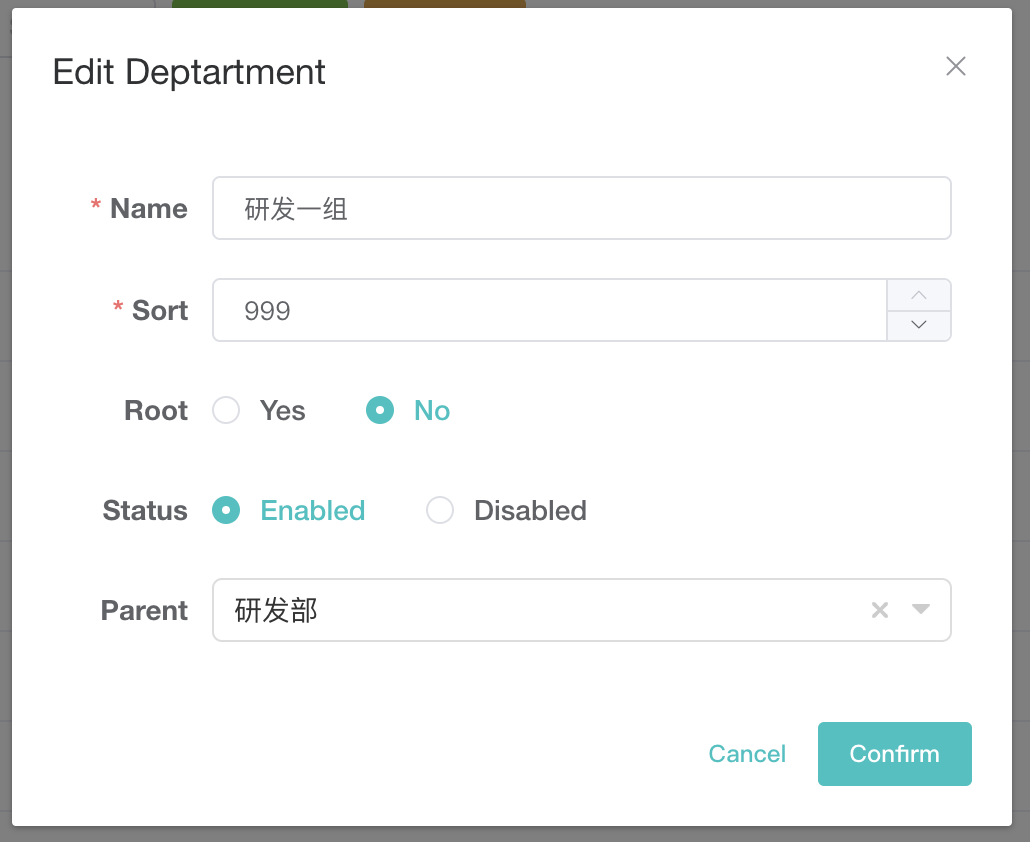 Edit Deptartment
* Name 研发一组
* Sort 999
Root Yes No
Status Enabled Disabled
Parent 研发部
Cancel Confirm